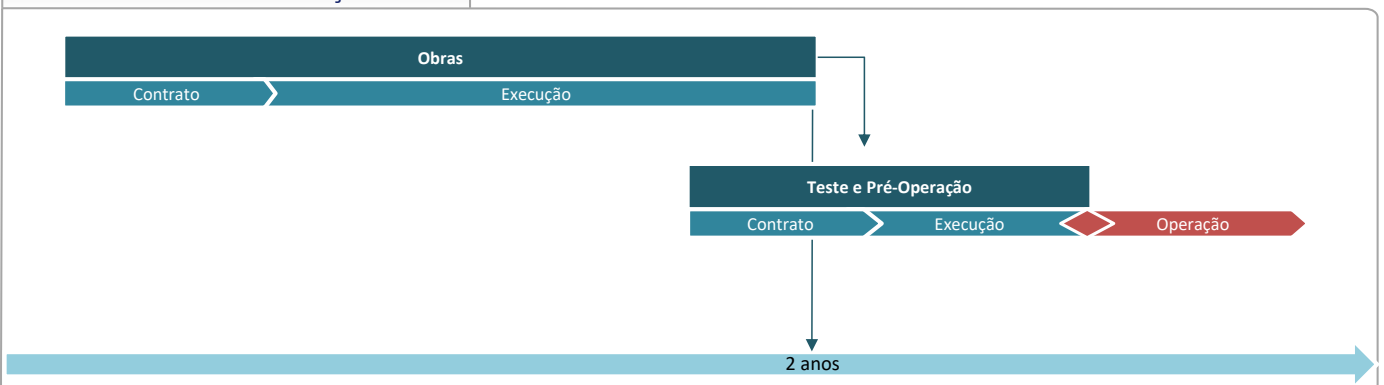 Obras
Contrato
Execução
Teste e Pré-Operação
Contrato
Execução
Operação
2 anos